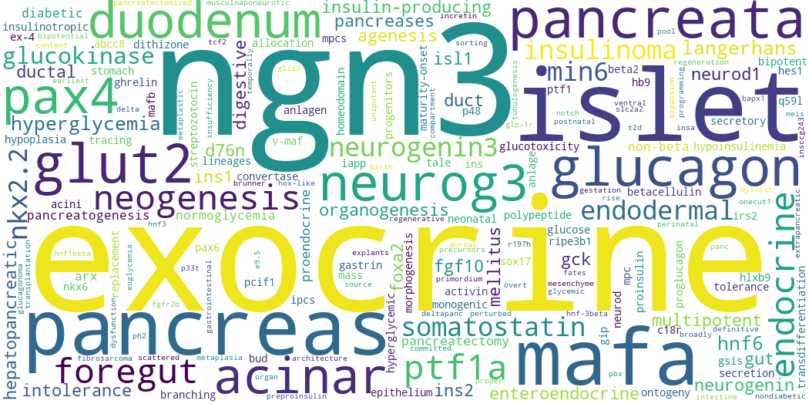 pancreatectomized
musculoaponeurotic
insulin-producing
diabetic
duodenum
pancreata
insulinotropic
incretin
pool
ex-4
bipotential
abcc8
dithizone
tcf2
allocation
mpcs
pancreases
sorting
insulinoma
langerhans
content
glucokinase
ngn3
agenesis
isl1
islet
regeneration
earliest
stomach
ghrelin
glis3
digestive
temporally
homeodomain
maturity-onset
compartment
tubulogenesis
min6
beta2
neurod1
bipotent
ductal
hb9
hes1
pax4
mafb
metaplastic
insufficiency
streptozotocin
anlagen
unipotent
progenitors
duct
p48
ptf1
ventral
slc2a2
expansion
programming
bapx1
q59l
delta
hyperglycemia
v-maf
glp-1r
notch
postnatal
secretory
meis
hypoplasia
tracing
d76n
neurogenin3
glucotoxicity
t2d
insa
non-beta
hypoinsulinemia
insccg243
nkx2.2
glut2
lineages
iapp
tale
ins
anlage
glucagon
pyloric
ins1
convertase
birth
neurog3
gestation
rise
betacellulin
onecut1
acini
neogenesis
brunner
hox-like
organogenesis
regenerative
neonatal
polypeptide
endodermal
irs2
extrapancreatic
pancreatogenesis
normoglycemia
perinatal
hepatopancreatic
exocrine
endocrine
hnf3
proendocrine
explants
dorsal
mellitus
r197h
glucose
ripe3b1
panc
hnf1beta
replacement
pax6
e9.5
gastrin
foxa2
morphogenesis
precursors
sox17
gck
fates
mpc
proinsulin
proglucagon
hlxb9
transdifferentiation
arx
nkx6
p33t
gastrointestinal
euglycemia
mass
fgf10
primordium
overt
mesenchyme
glycemic
tolerance
glucagonoma
transplantation
fgfr2b
pcif1
source
activin
monogenic
neurod
dysfunction
ipcs
deltapanc
perturbed
hnf-3beta
multipotent
pancreas
hyperglycemic
somatostatin
mafa
c18r
broadly
definitive
ph2
pancreatectomy
gip
hnf6
committed
gsis
gut
fibrosarcoma
scattered
metaplasia
bud
architecture
foregut
acinar
ptf1a
secretion
organ
proper
pbx
neurogenin
intolerance
branching
preproinsulin
epithelium
ins2
enteroendocrine
ontogeny
intestine
nondiabetic